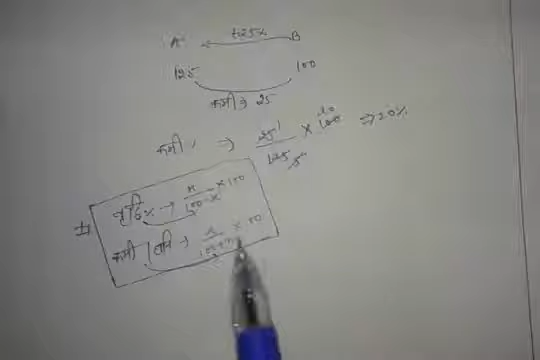 +25%
A B
125 100
कमी → 25
कमी % → 25/125 × 100 ⇒ 20%
वृद्धि % → x/100-x × 100
कमी / → x/100+x × 100